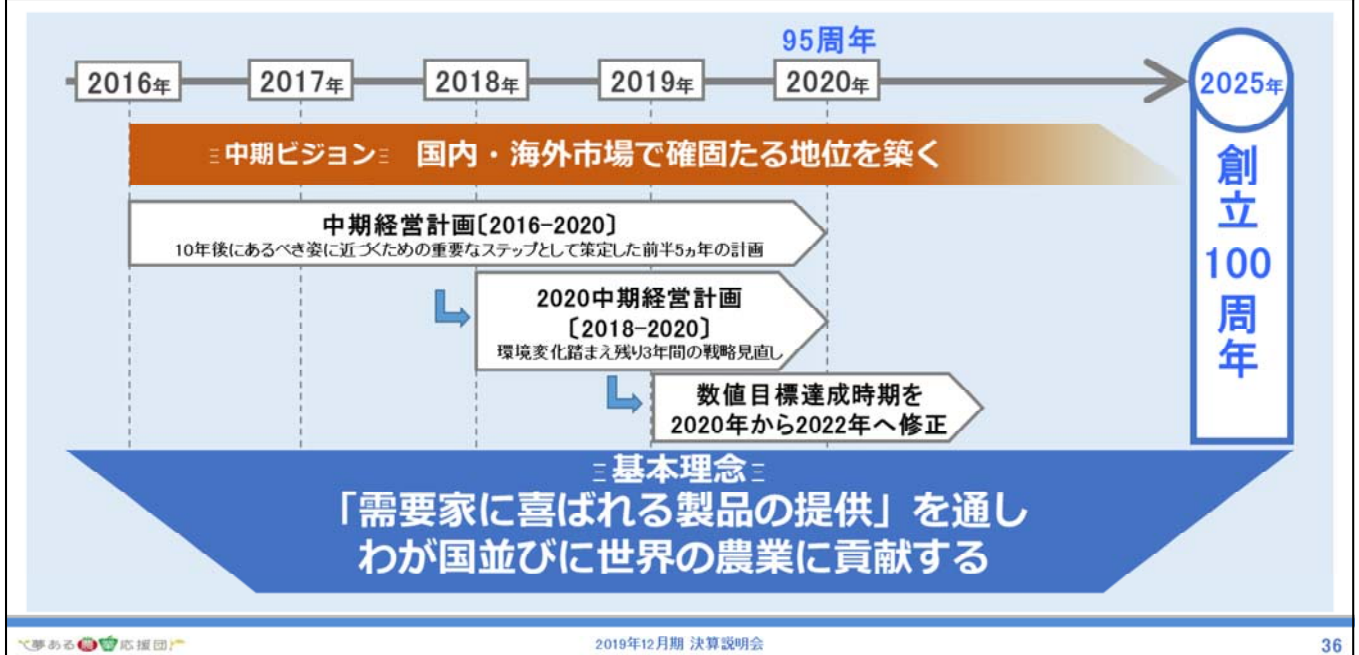 95周年
2016年 2017年 2018年 2019年 2020年
2025年
創立100周年
中期ビジョン 国内・海外市場で確固たる地位を築く
中期経営計画〔2016-2020〕
10年後にあるべき姿に近づくための重要なステップとして策定した前半5ヵ年の計画
2020中期経営計画
〔2018-2020〕
環境変化踏まえ残り3年間の戦略見直し
数値目標達成時期を
2020年から2022年へ修正
基本理念
「需要家に喜ばれる製品の提供」を通し
わが国並びに世界の農業に貢献する
夢ある農応援団
2019年12月期 決算説明会
36